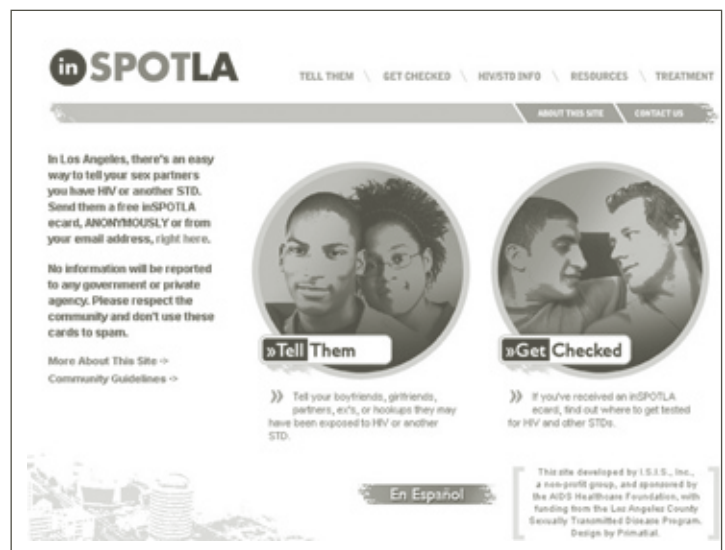 inSPOTLA
TELL THEM \ GET CHECKED \ HIV/STD INFO \ RESOURCES \ TREATMENT
ABOUT THIS SITE \ CONTACT US
In Los Angeles, there's an easy
way to tell your sex partners
you have HIV or another STD.
Send them a free inSPOTLA
ecard, ANONYMOUSLY or from
your email address, right here.
No information will be reported
to any government or private
agency. Please respect the
community and don't use these
cards to spam.
More About This Site ->
Community Guidelines ->
»Tell Them
» Tell your boyfriends, girlfriends,
partners, ex's, or hookups they may
have been exposed to HIV or another
STD.
»Get Checked
» If you've received an inSPOTLA
ecard, find out where to get tested
for HIV and other STDs.
En Español
This site developed by I.S.I.S., Inc.,
a non-profit group, and sponsored by
the AIDS Healthcare Foundation, with
funding from the Los Angeles County
Sexually Transmitted Disease Program.
Design by Primatial.